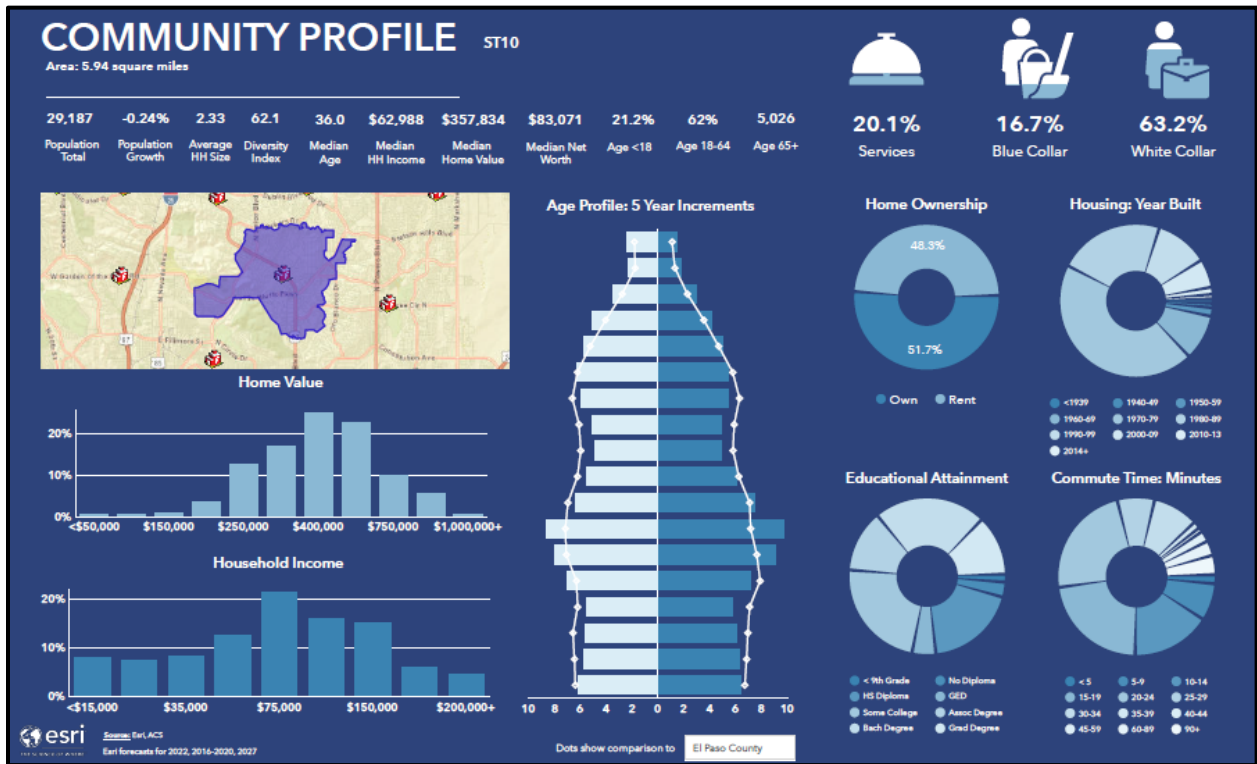 COMMUNITY PROFILE ST10
Area: 5.94 square miles
29,187 -0.24% 2.33 62.1 36.0 $62,988 $357,834 $83,071 21.2% 62% 5,026
Population Total
Population Growth
Average HH Size
Diversity Index
Median Age
Median HH Income
Median Home Value
Median Net Worth
Age <18
Age 18-64
Age 65+
20.1% 16.7% 63.2%
Services Blue Collar White Collar
Home Value
20%
10%
0%
<$50,000 $150,000 $250,000 $400,000 $750,000 $1,000,000+
Household Income
20%
10%
0%
<$15,000 $35,000 $75,000 $150,000 $200,000+
Age Profile: 5 Year Increments
10 8 6 4 2 0 2 4 6 8 10
Dots show comparison to El Paso County
Home Ownership
48.3%
51.7%
Own Rent
Housing: Year Built
<1939 1940-49 1950-59
1960-69 1970-79 1980-89
1990-99 2000-09 2010-13
2014+
Educational Attainment
< 9th Grade No Diploma
HS Diploma GED
Some College Assoc Degree
Bach Degree Grad Degree
Commute Time: Minutes
< 5 5-9 10-14
15-19 20-24 25-29
30-34 35-39 40-44
45-59 60-89 90+
esri
Source: Esri, ACS
Esri forecasts for 2022, 2016-2020, 2027